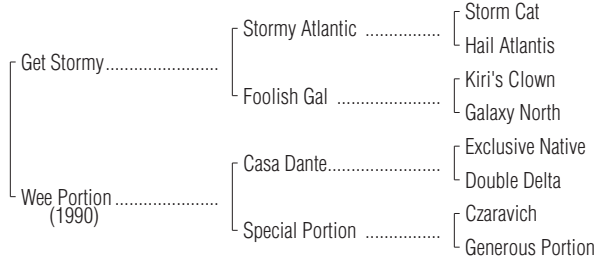 Storm Cat
Stormy Atlantic ..................
Hail Atlantis
Get Stormy...........................
Kiri's Clown
Foolish Gal .........................
Galaxy North
Exclusive Native
Casa Dante...........................
Double Delta
Wee Portion .........................
(1990)
Czaravich
Special Portion ..................
Generous Portion